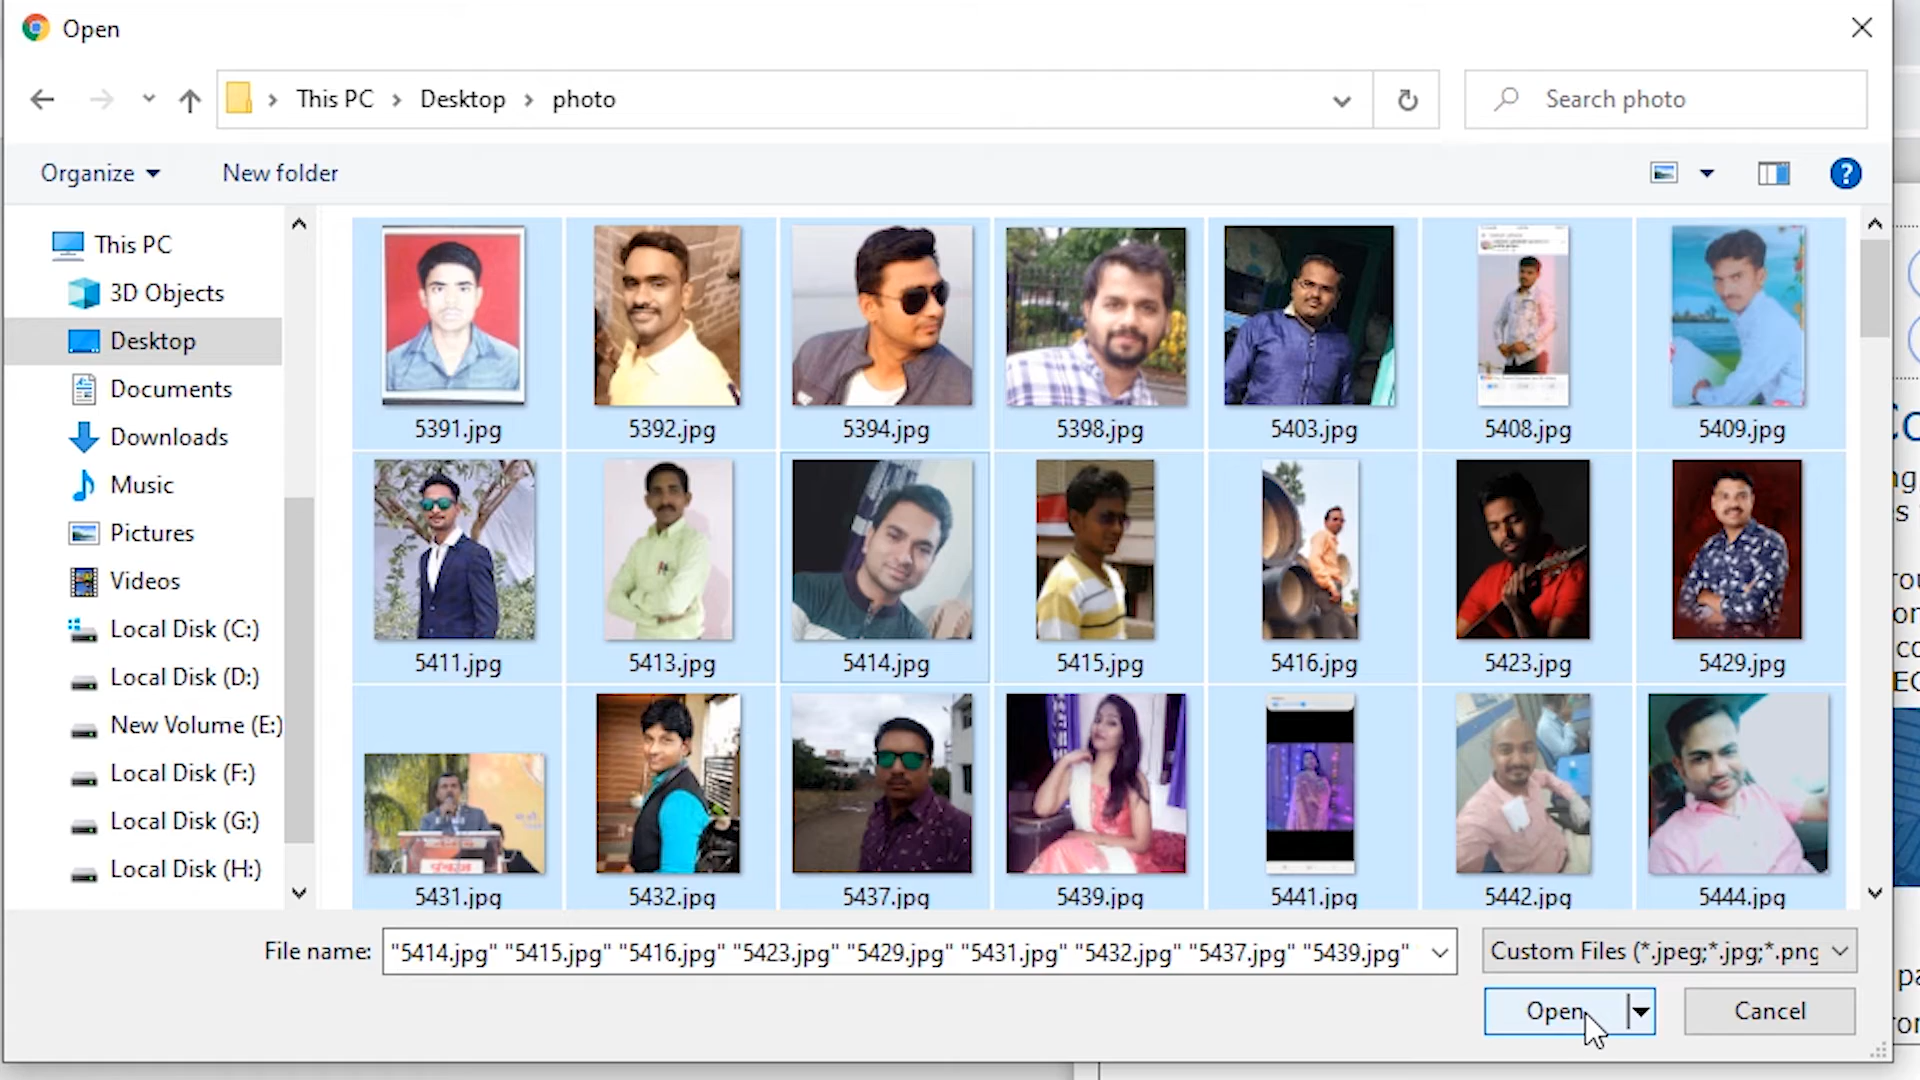 Open
This PC > Desktop > photo
Search photo
Organize
New folder
This PC
3D Objects
Desktop
Documents
Downloads
Music
Pictures
Videos
Local Disk (C:)
Local Disk (D:)
New Volume (E:)
Local Disk (F:)
Local Disk (G:)
Local Disk (H:)
5391.jpg 5392.jpg 5394.jpg 5398.jpg 5403.jpg 5408.jpg 5409.jpg
5411.jpg 5413.jpg 5414.jpg 5415.jpg 5416.jpg 5423.jpg 5429.jpg
5431.jpg 5432.jpg 5437.jpg 5439.jpg 5441.jpg 5442.jpg 5444.jpg
File name: "5414.jpg" "5415.jpg" "5416.jpg" "5423.jpg" "5429.jpg" "5431.jpg" "5432.jpg" "5437.jpg" "5439.jpg"
Custom Files (*.jpeg;*.jpg;*.png
Open
Cancel